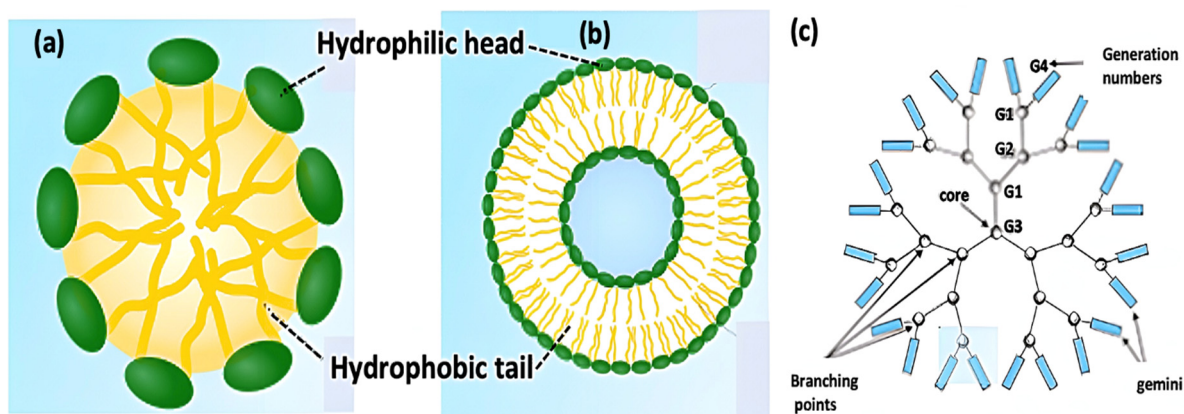 (a)
Hydrophilic head
(b)
Hydrophobic tail
(c)
G4
Generation
numbers
G1
G2
G1
core
G3
Branching
points
gemini